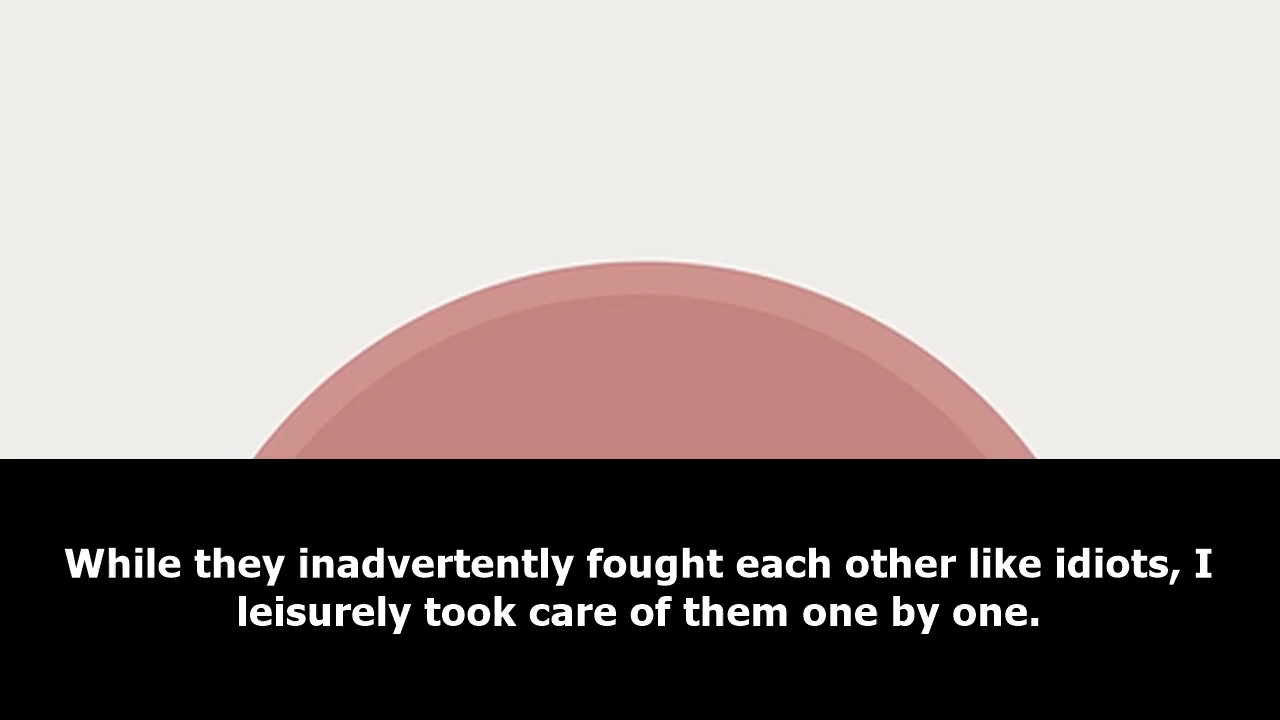 While they inadvertently fought each other like idiots, I
leisurely took care of them one by one.